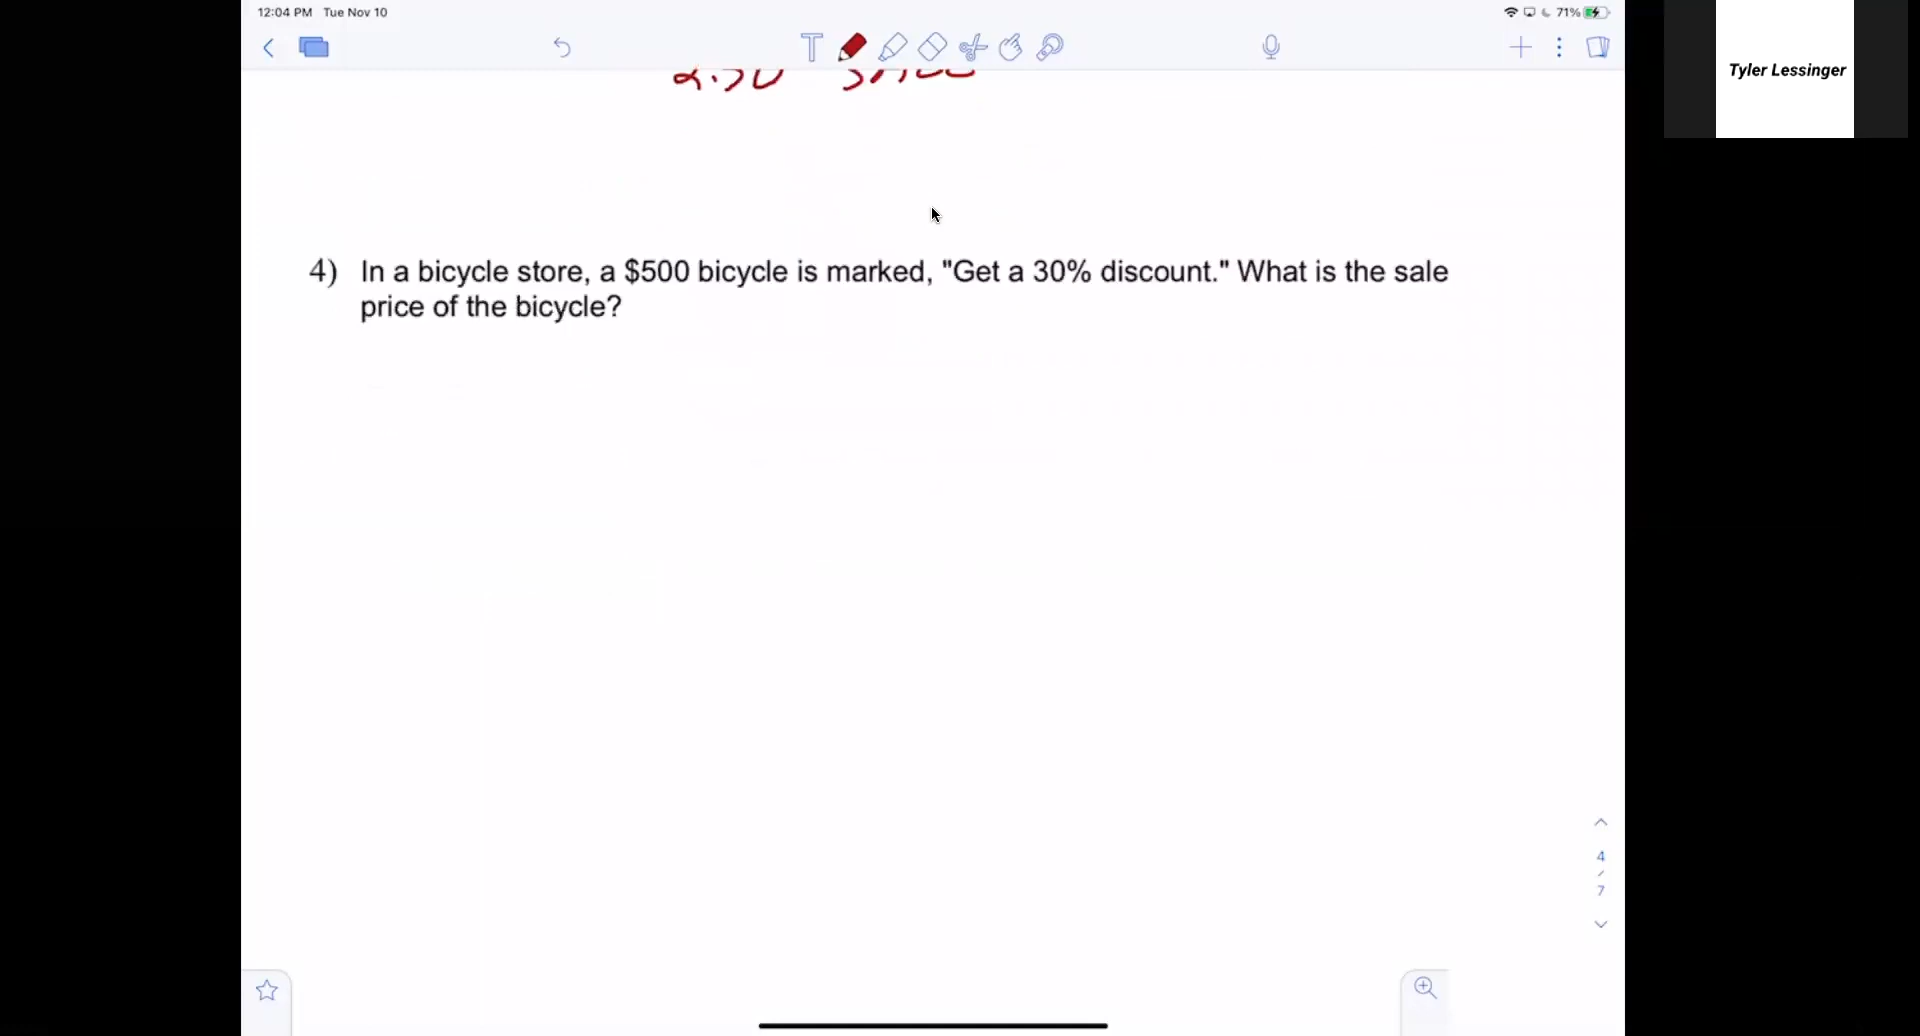 12:04 PM Tue Nov 10
71%
Tyler Lessinger
4) In a bicycle store, a $500 bicycle is marked, "Get a 30% discount." What is the sale
price of the bicycle?
4
7